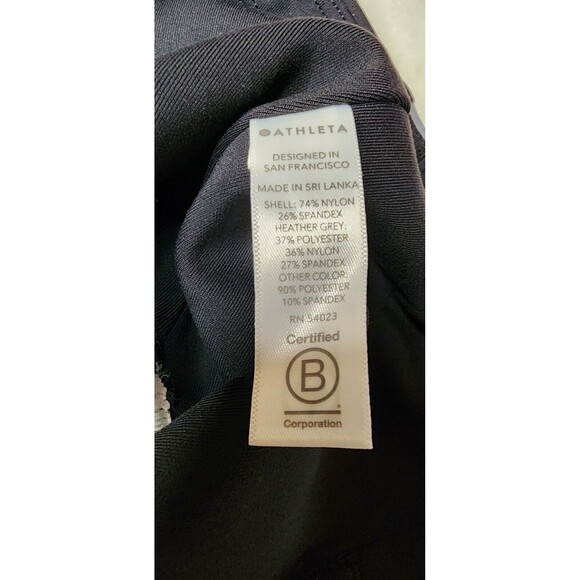 ATHLETA
DESIGNED IN
SAN FRANCISCO
MADE IN SRI LANKA
SHELL: 74% NYLON
26% SPANDEX
HEATHER GREY:
37% POLYESTER
36% NYLON
27% SPANDEX
OTHER COLOR:
90% POLYESTER
10% SPANDEX
RN 54023
Certified
B
Corporation